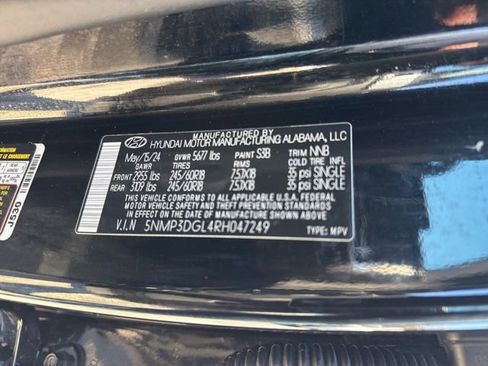 MANUFACTURED BY
HYUNDAI MOTOR MANUFACTURING ALABAMA, LLC
May/15/24 GVWR 5677 lbs PAINT S3B TRIM NNB
GAWR TIRES RIMS COLD TIRE INFL
FRONT 2955 lbs 245/60R18 7.5JX18 35 psi SINGLE
REAR 3109 lbs 245/60R18 7.5JX18 35 psi SINGLE
THIS VEHICLE CONFORMS TO ALL APPLICABLE U.S.A. FEDERAL
MOTOR VEHICLE SAFETY AND THEFT PREVENTION STANDARDS
IN EFFECT ON THE DATE OF MANUFACTURE SHOWN ABOVE.
V.I.N 5NMP3DGL4RH047249 TYPE: MPV
J5330